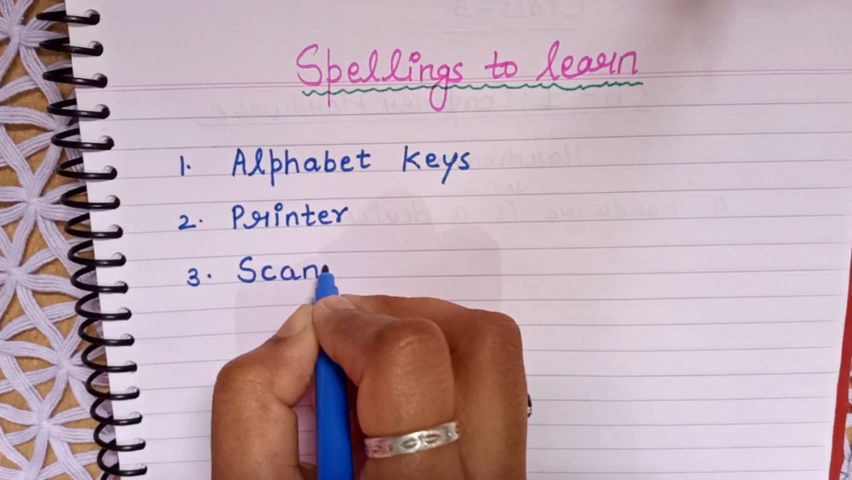 Spellings to learn
1. Alphabet keys
2. Printer
3. Scan